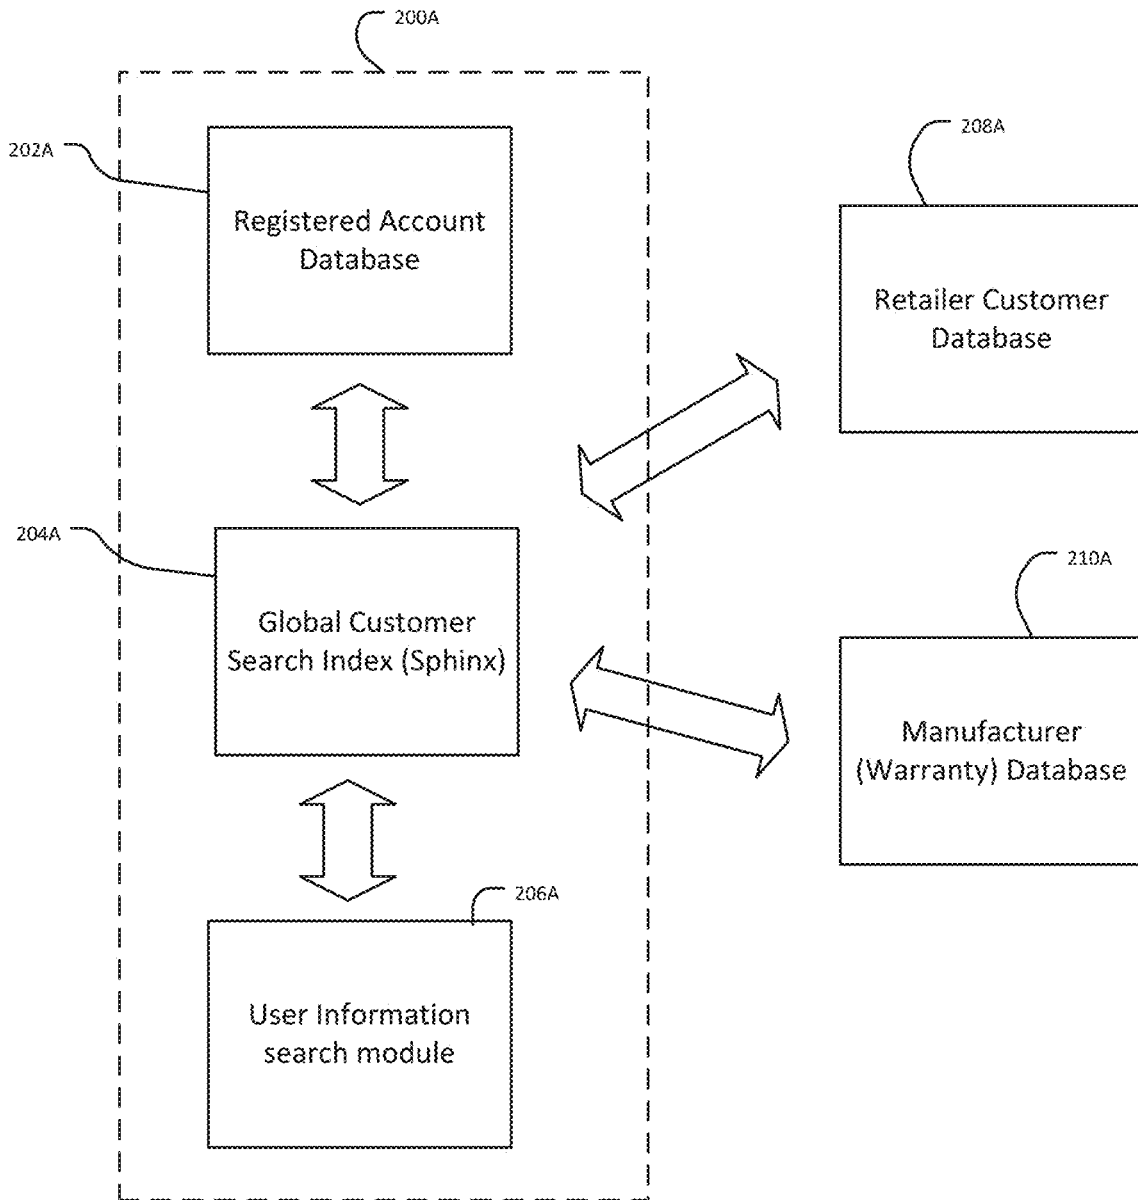 200A
202A
Registered Account
Database
208A
Retailer Customer
Database
204A
Global Customer
Search Index (Sphinx)
210A
Manufacturer
(Warranty) Database
206A
User Information
search module